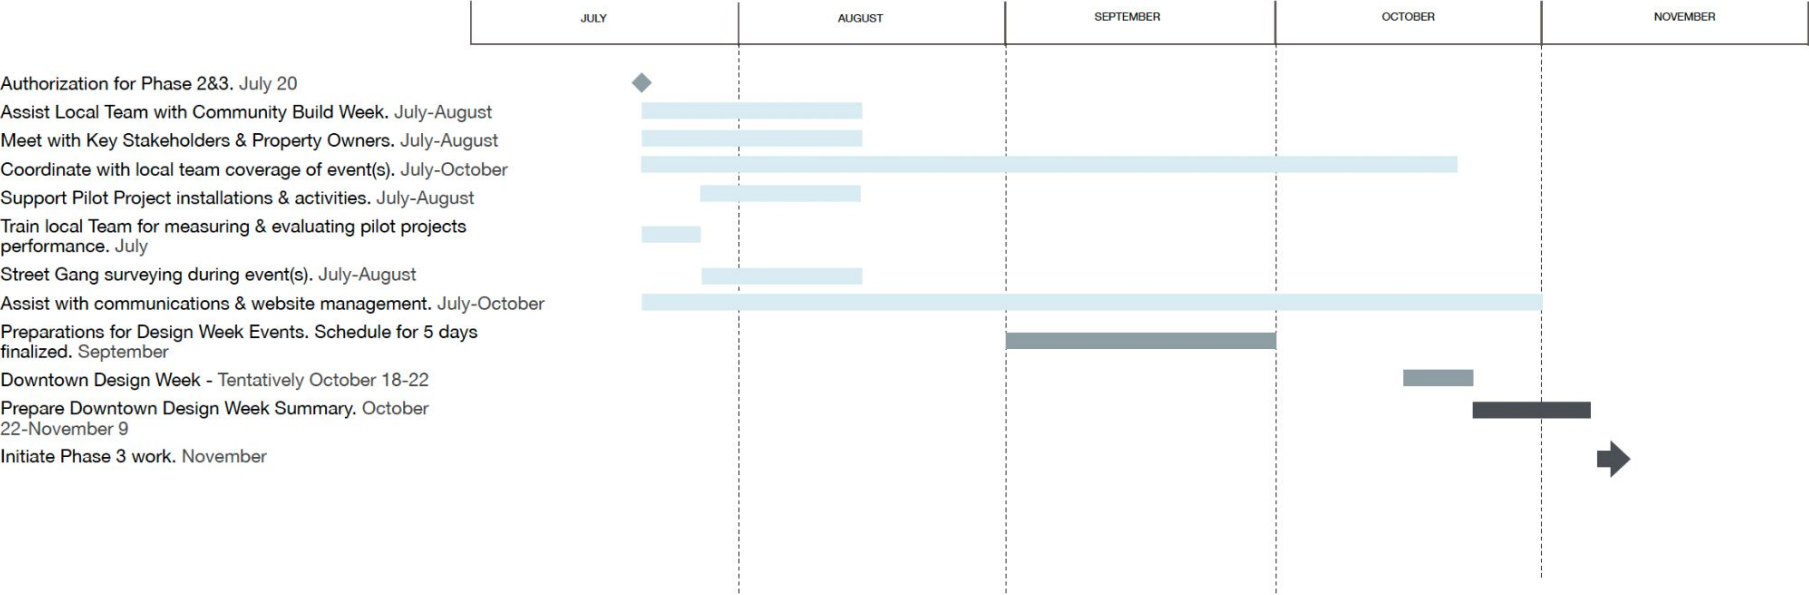 JULY AUGUST SEPTEMBER OCTOBER NOVEMBER
Authorization for Phase 2&3. July 20
Assist Local Team with Community Build Week. July-August
Meet with Key Stakeholders & Property Owners. July-August
Coordinate with local team coverage of event(s). July-October
Support Pilot Project installations & activities. July-August
Train local Team for measuring & evaluating pilot projects
performance. July
Street Gang surveying during event(s). July-August
Assist with communications & website management. July-October
Preparations for Design Week Events. Schedule for 5 days
finalized. September
Downtown Design Week - Tentatively October 18-22
Prepare Downtown Design Week Summary. October
22-November 9
Initiate Phase 3 work. November